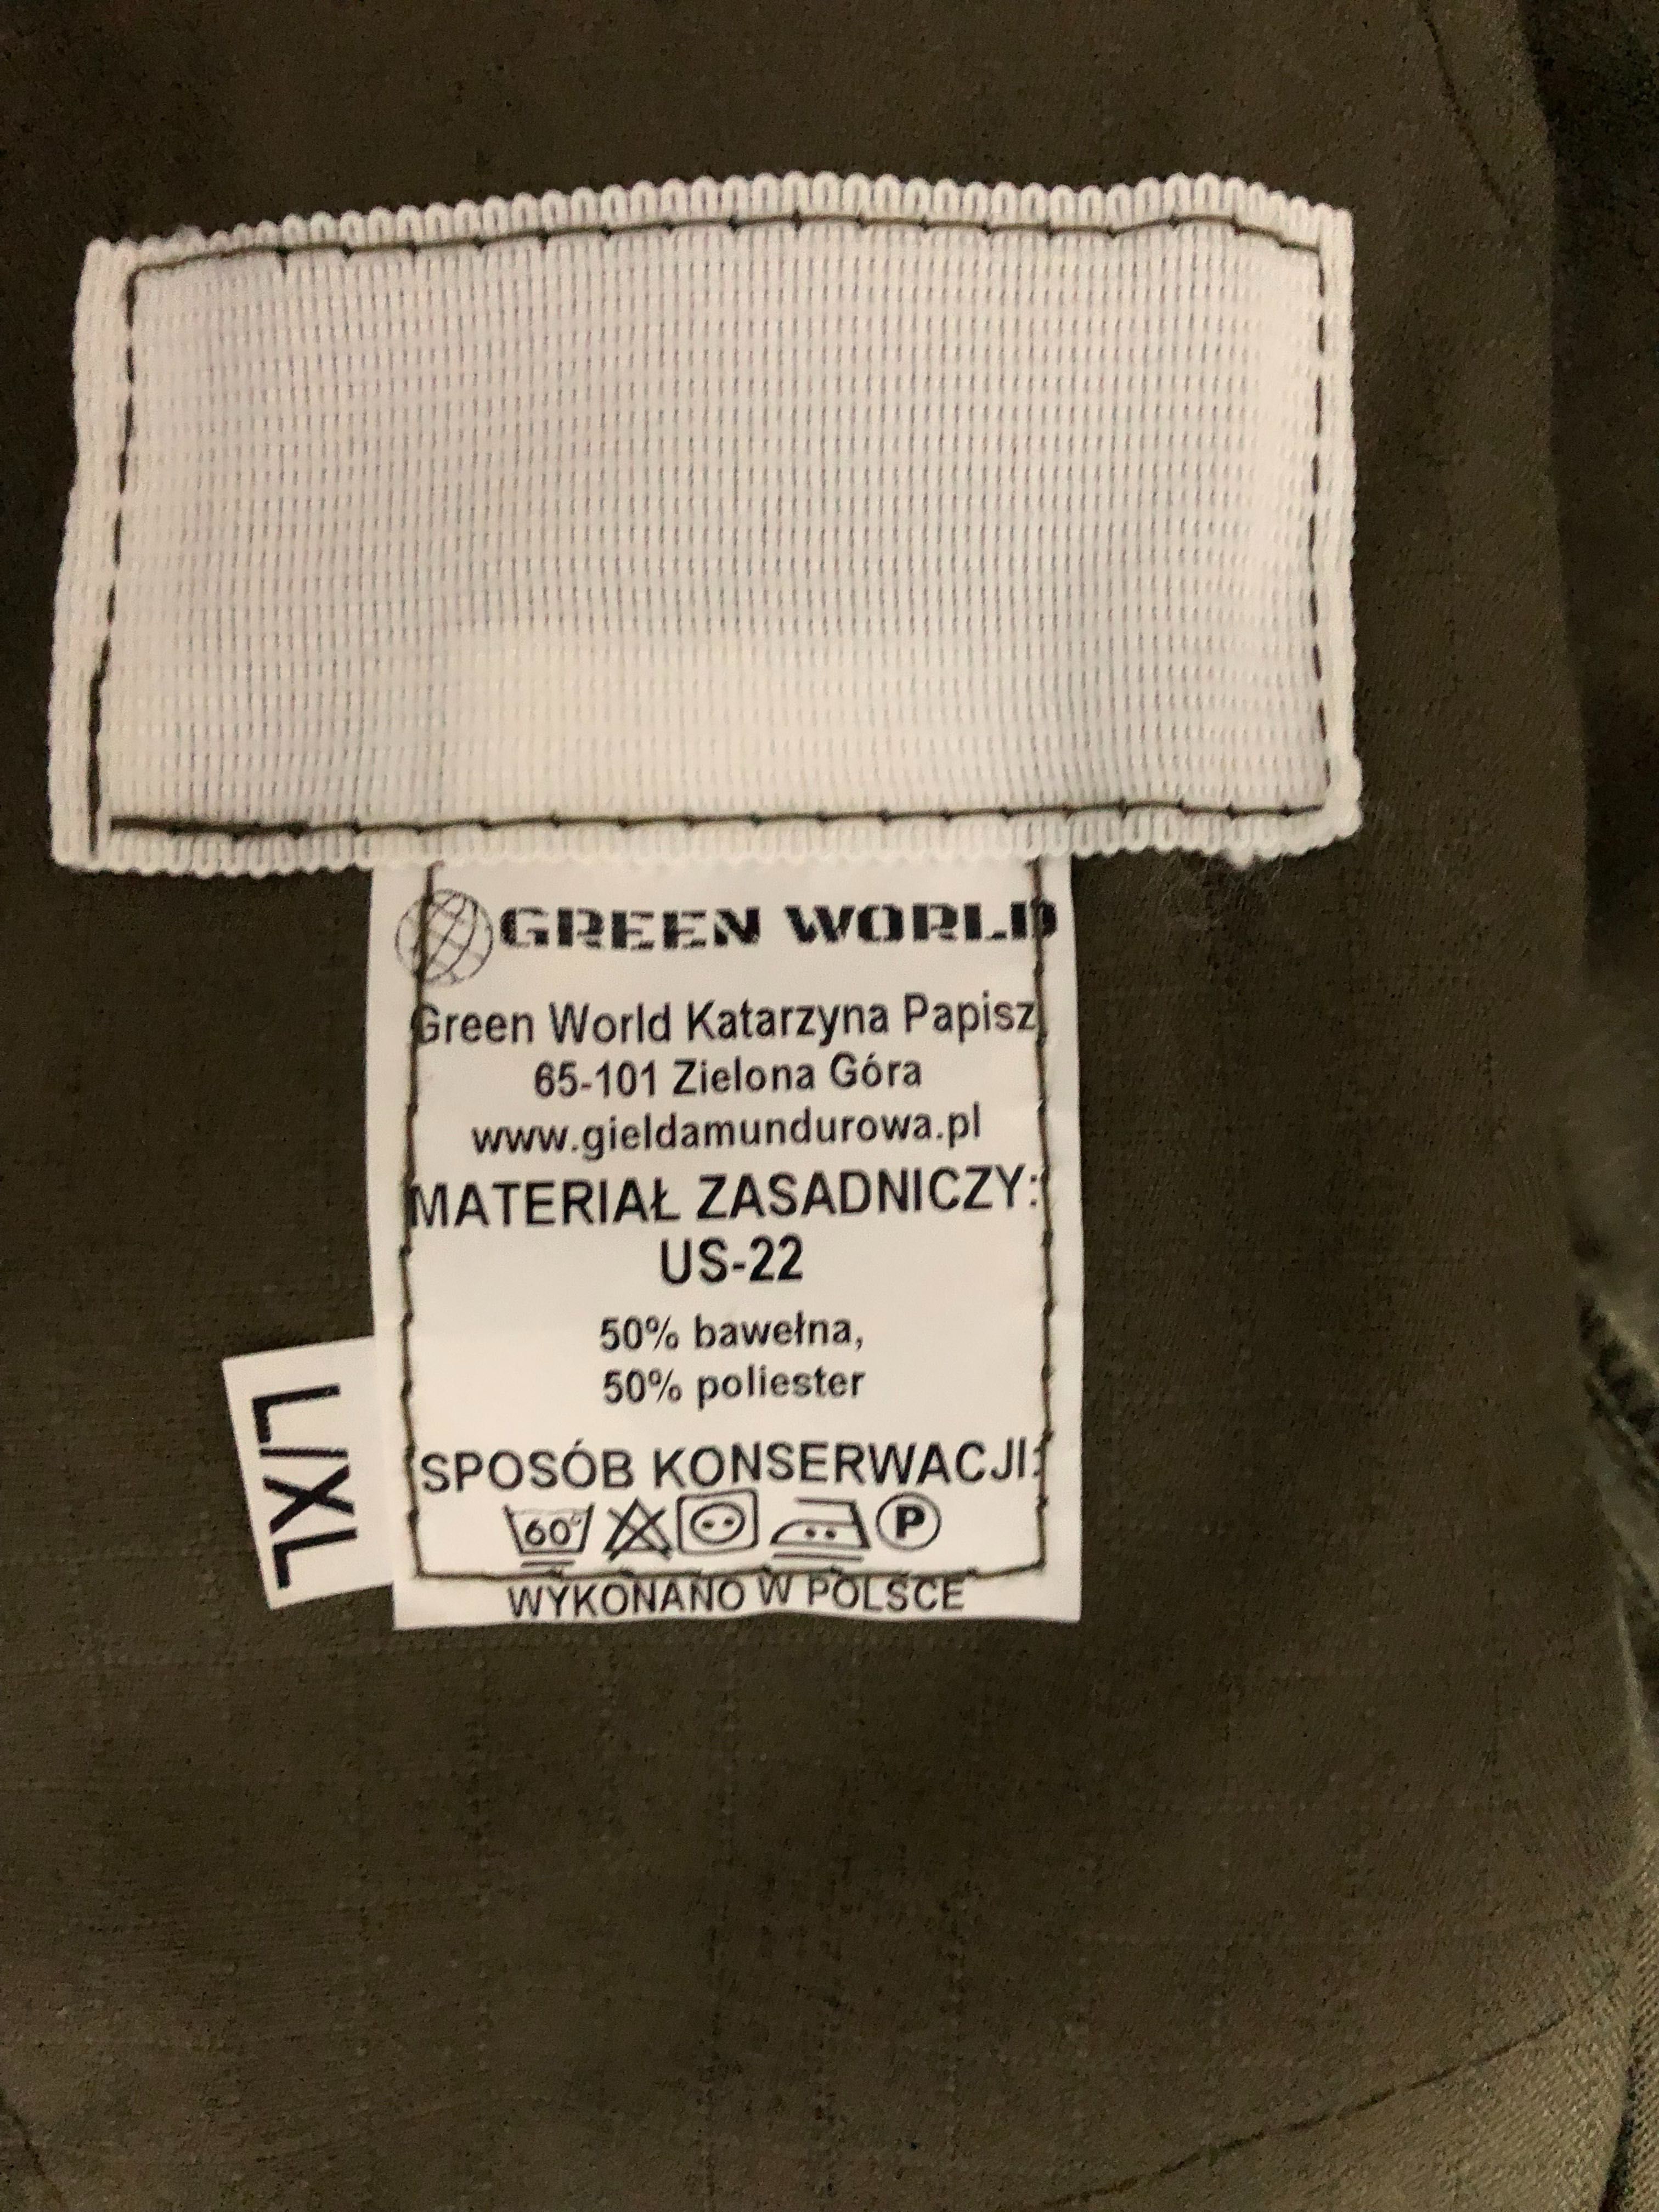 GREEN WORLD
Green World Katarzyna Papisz
65-101 Zielona Góra
www.gieldamundurowa.pl
MATERIAŁ ZASADNICZY:
US-22
50% bawełna,
50% poliester
SPOSÓB KONSERWACJI:
60° P
WYKONANO W POLSCE
L/XL